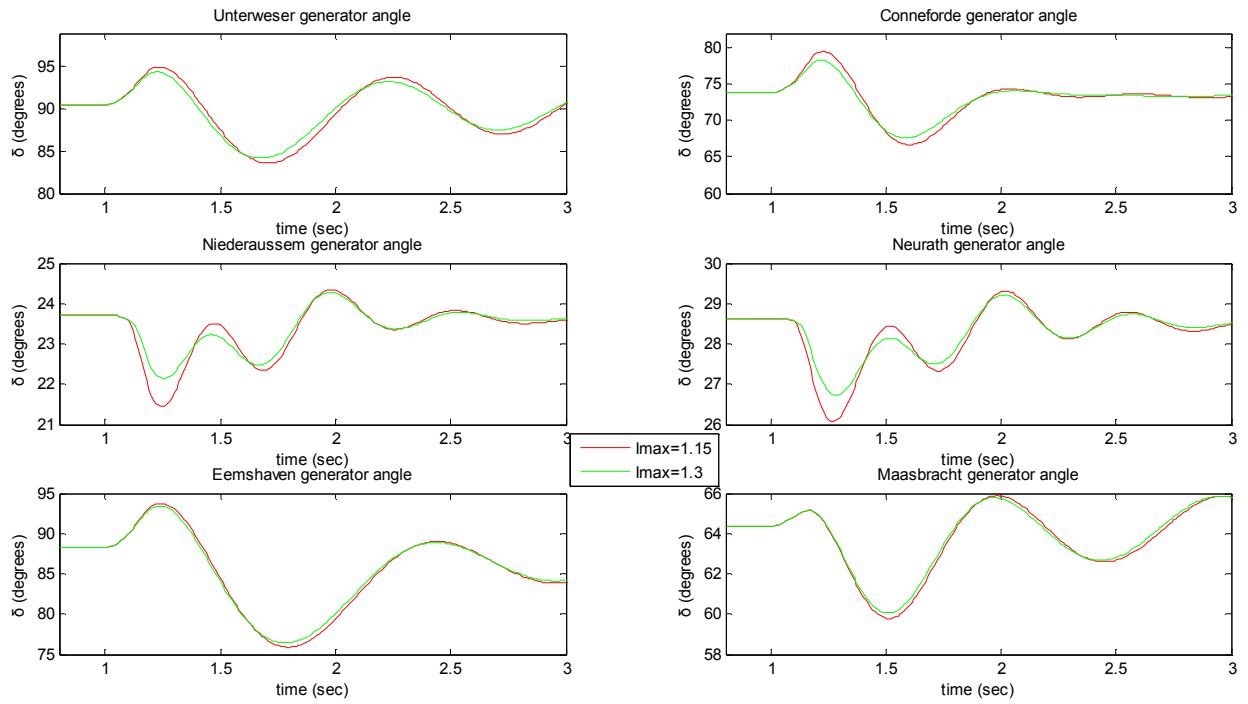 Unterweser generator angle
95
90
85
80
δ (degrees)
1
1.5
2
2.5
3
time (sec)
Conneforde generator angle
80
75
70
65
60
δ (degrees)
1
1.5
2
2.5
3
time (sec)
Niederaussem generator angle
25
24
23
22
21
δ (degrees)
1
1.5
2
2.5
3
time (sec)
Neurath generator angle
30
29
28
27
26
δ (degrees)
1
1.5
2
2.5
3
time (sec)
Imax=1.15
Imax=1.3
Eemshaven generator angle
95
90
85
80
75
δ (degrees)
1
1.5
2
2.5
3
time (sec)
Maasbracht generator angle
66
64
62
60
58
δ (degrees)
1
1.5
2
2.5
3
time (sec)